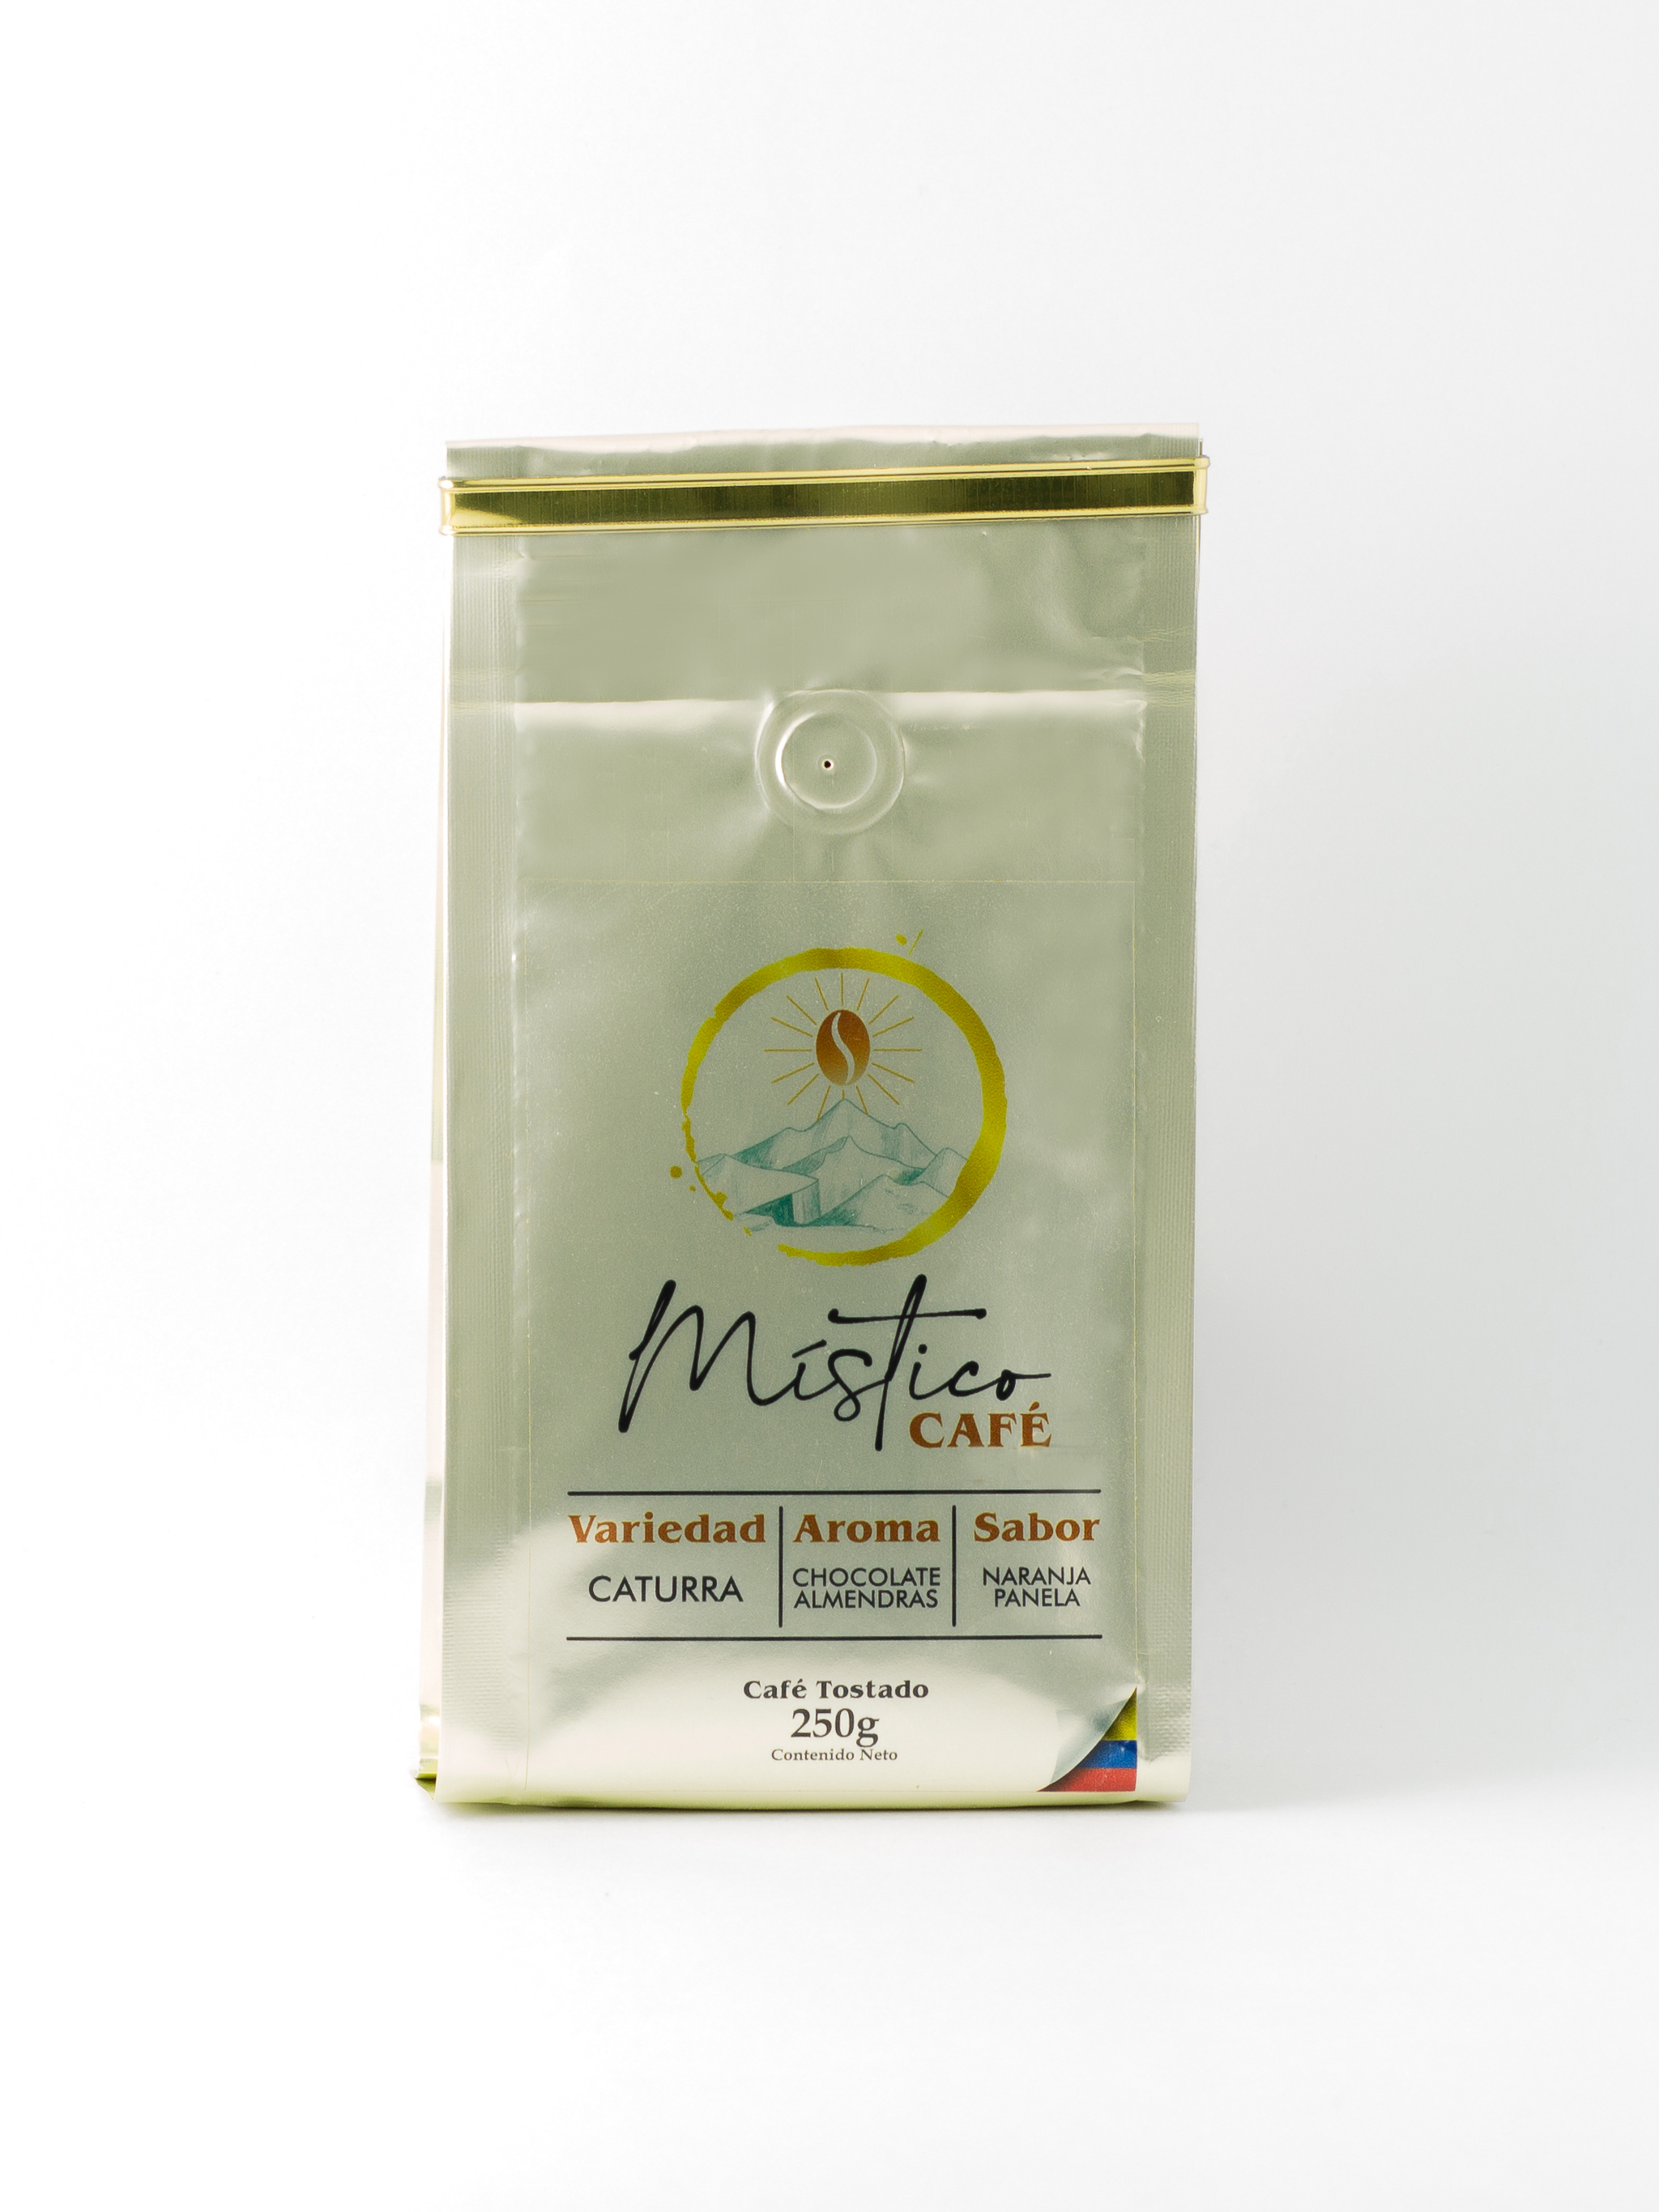 Místico
CAFÉ
Variedad
CATURRA
Aroma
CHOCOLATE
ALMENDRAS
Sabor
NARANJA
PANELA
Café Tostado
250g
Contenido Neto